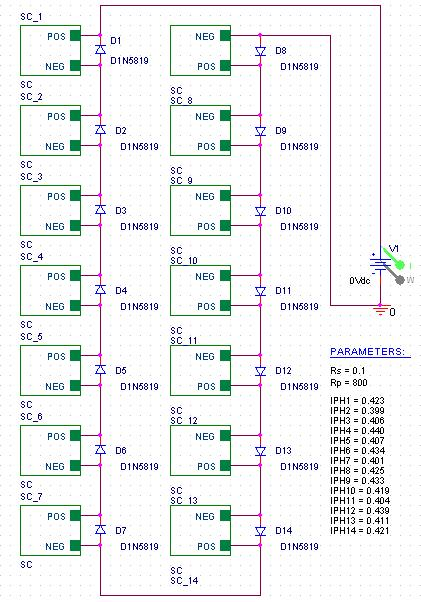 SC_1
POS
NEG
D1
D1N5819
SC
SC_2
POS
NEG
D2
D1N5819
SC
SC_3
POS
NEG
D3
D1N5819
SC
SC_4
POS
NEG
D4
D1N5819
SC
SC_5
POS
NEG
D5
D1N5819
SC
SC_6
POS
NEG
D6
D1N5819
SC
SC_7
POS
NEG
D7
D1N5819
SC
NEG
POS
D8
D1N5819
SC
SC_8
NEG
POS
D9
D1N5819
SC
SC_9
NEG
POS
D10
D1N5819
SC
SC_10
NEG
POS
D11
D1N5819
SC
SC_11
NEG
POS
D12
D1N5819
SC
SC_12
NEG
POS
D13
D1N5819
SC
SC_13
NEG
POS
D14
D1N5819
SC
SC_14
V1
I
W
0Vdc
0
PARAMETERS:
Rs = 0.1
Rp = 800
IPH1 = 0.423
IPH2 = 0.399
IPH3 = 0.406
IPH4 = 0.440
IPH5 = 0.407
IPH6 = 0.434
IPH7 = 0.401
IPH8 = 0.425
IPH9 = 0.433
IPH10 = 0.419
IPH11 = 0.404
IPH12 = 0.439
IPH13 = 0.411
IPH14 = 0.421